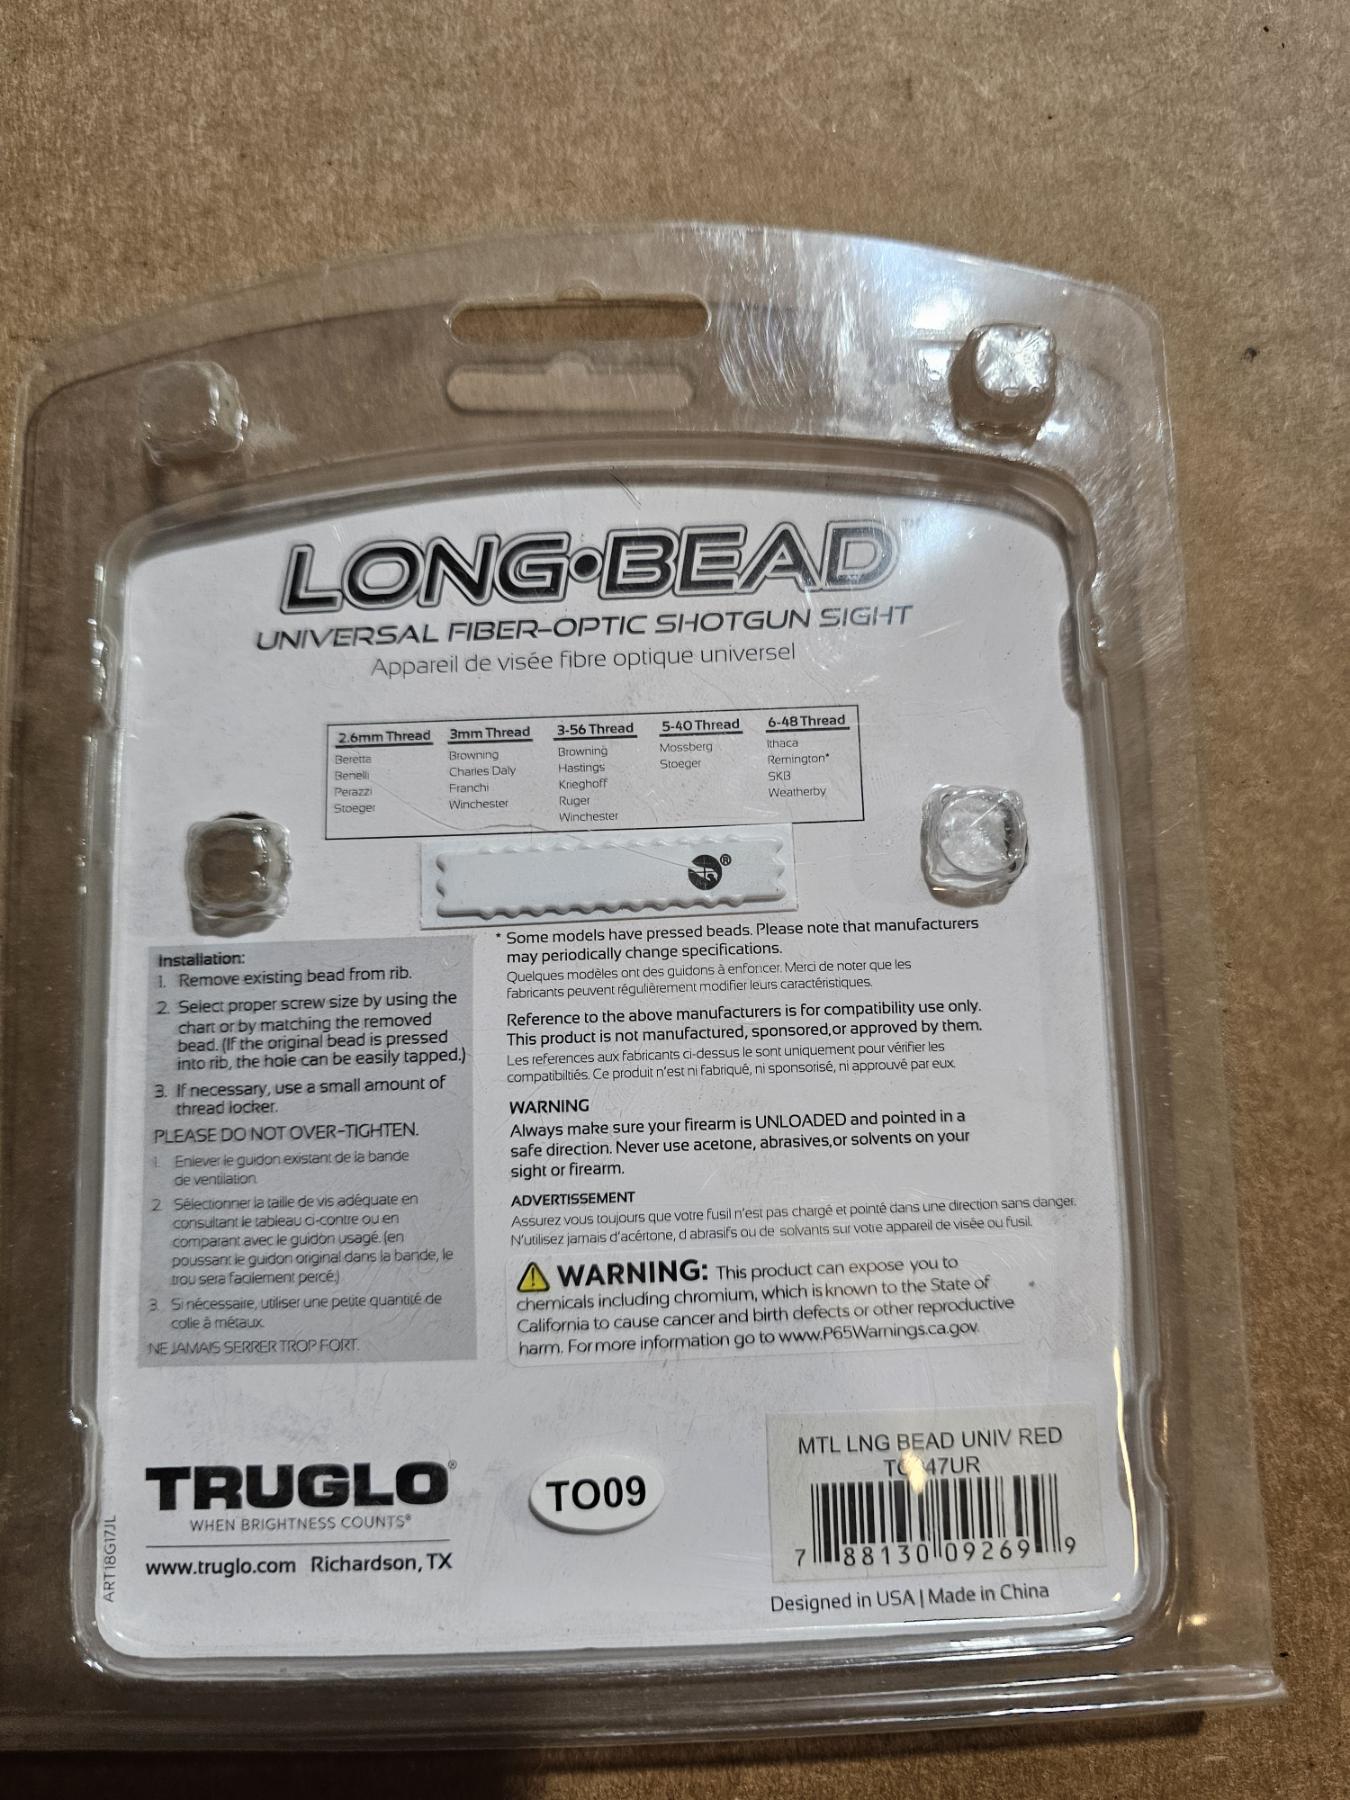 LONG•BEAD™
UNIVERSAL FIBER-OPTIC SHOTGUN SIGHT
Appareil de visée fibre optique universel
2.6mm Thread
Beretta
Benelli
Perazzi
Stoeger
3mm Thread
Browning
Charles Daly
Franchi
Winchester
3-56 Thread
Browning
Hastings
Krieghoff
Ruger
Winchester
5-40 Thread
Mossberg
Stoeger
6-48 Thread
Ithaca
Remington*
SKB
Weatherby
®
Installation:
1. Remove existing bead from rib.
2. Select proper screw size by using the
chart or by matching the removed
bead. (If the original bead is pressed
into rib, the hole can be easily tapped.)
3. If necessary, use a small amount of
thread locker.
PLEASE DO NOT OVER-TIGHTEN.
1. Enlever le guidon existant de la bande
de ventilation
2. Sélectionner la taille de vis adéquate en
consultant le tableau ci-contre ou en
comparant avec le guidon usagé. (en
poussant le guidon original dans la bande, le
trou sera facilement percé.)
3. Si nécessaire, utiliser une petite quantité de
colle à métaux.
NE JAMAIS SERRER TROP FORT.
* Some models have pressed beads. Please note that manufacturers
may periodically change specifications.
Quelques modèles ont des guidons à enfoncer. Merci de noter que les
fabricants peuvent régulièrement modifier leurs caractéristiques.
Reference to the above manufacturers is for compatibility use only.
This product is not manufactured, sponsored,or approved by them.
Les references aux fabricants ci-dessus le sont uniquement pour vérifier les
compatibiltiés. Ce produit n'est ni fabriqué, ni sponsorisé, ni approuvé par eux.
WARNING
Always make sure your firearm is UNLOADED and pointed in a
safe direction. Never use acetone, abrasives,or solvents on your
sight or firearm.
ADVERTISSEMENT
Assurez vous toujours que votre fusil n'est pas chargé et pointé dans une direction sans danger.
N'utilisez jamais d'acértone, d abrasifs ou de solvants sur votre appareil de visée ou fusil.
WARNING: This product can expose you to
chemicals including chromium, which is known to the State of
California to cause cancer and birth defects or other reproductive
harm. For more information go to www.P65Warnings.ca.gov.
TRUGLO®
WHEN BRIGHTNESS COUNTS®
www.truglo.com Richardson, TX
ART18G17JL
TO09
MTL LNG BEAD UNIV RED
7 88130 09269 9
Designed in USA | Made in China